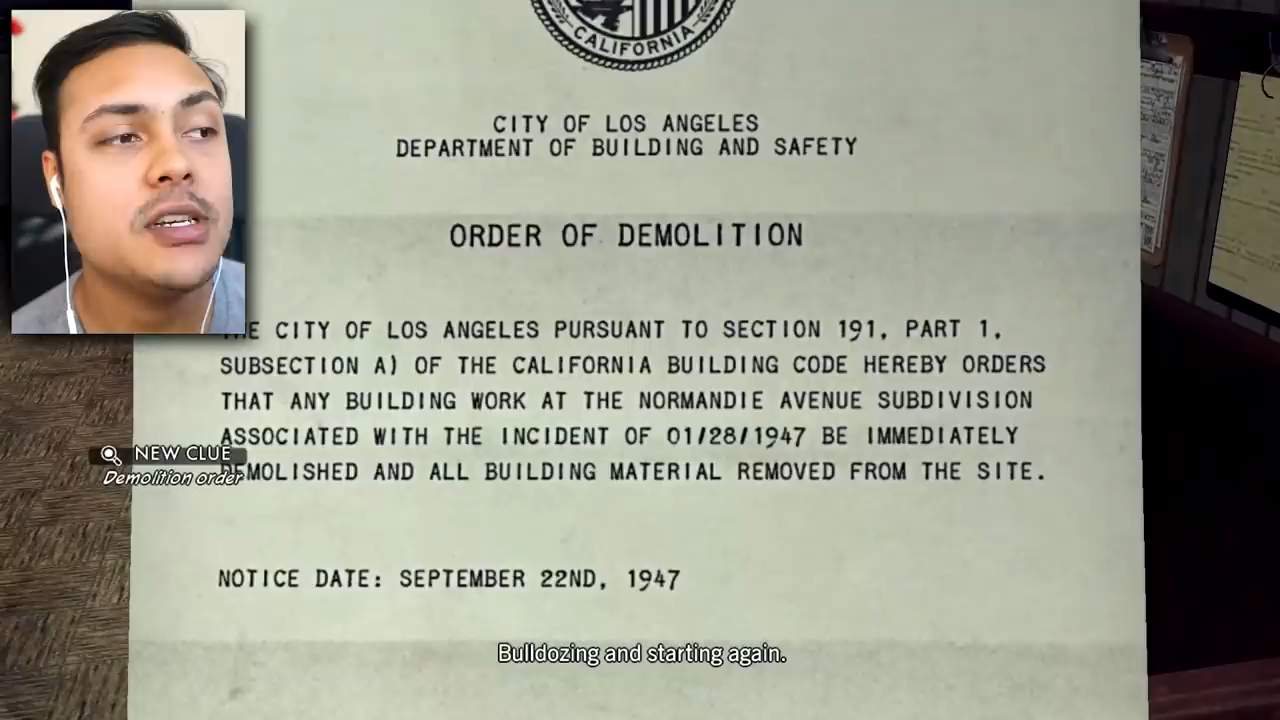 CALIFORNIA
CITY OF LOS ANGELES
DEPARTMENT OF BUILDING AND SAFETY
ORDER OF DEMOLITION
CITY OF LOS ANGELES PURSUANT TO SECTION 191, PART 1,
SUBSECTION A) OF THE CALIFORNIA BUILDING CODE HEREBY ORDERS
THAT ANY BUILDING WORK AT THE NORMANDIE AVENUE SUBDIVISION
ASSOCIATED WITH THE INCIDENT OF 01/28/1947 BE IMMEDIATELY
NEW CLUE
DEMOLISHED AND ALL BUILDING MATERIAL REMOVED FROM THE SITE.
Demolition order
NOTICE DATE: SEPTEMBER 22ND, 1947
Bulldozing and starting again.